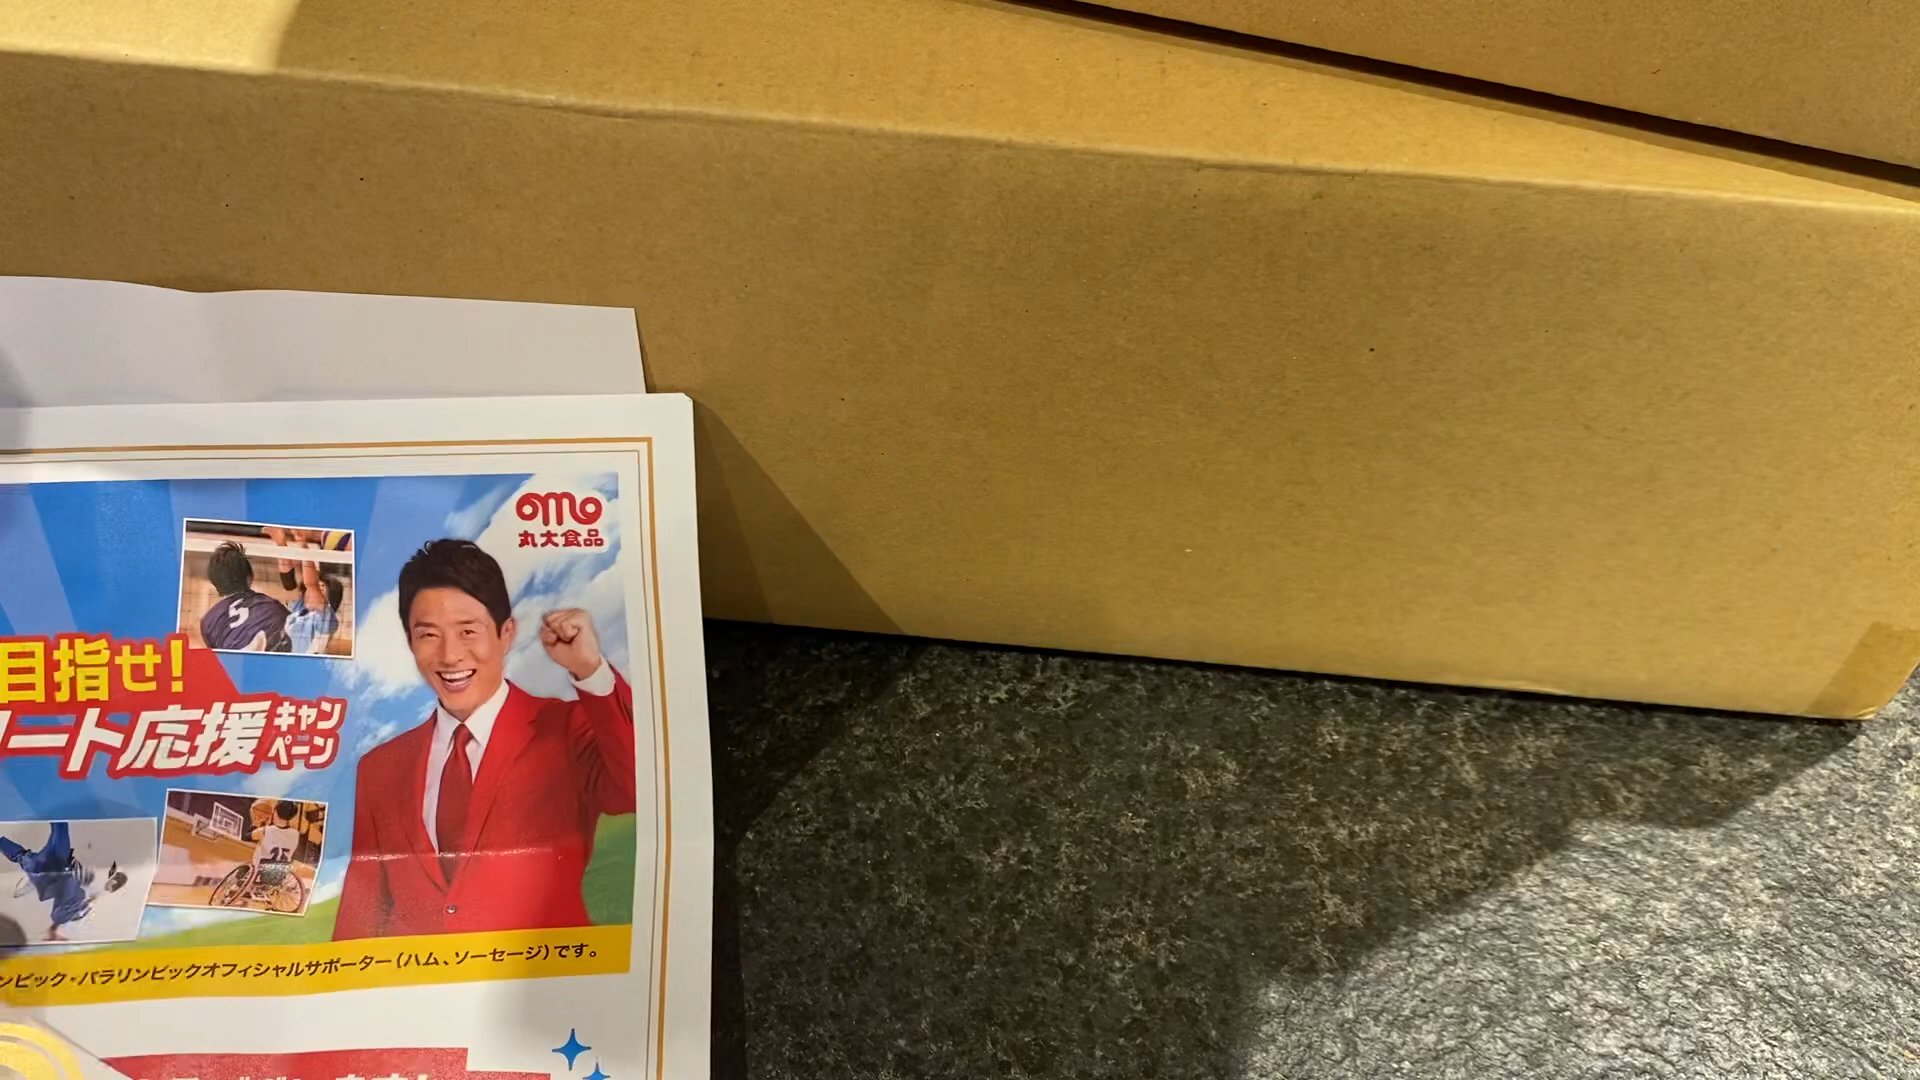 丸大食品
5
目指せ!
ート応援キャンペーン
25
ンピック・パラリンピックオフィシャルサポーター(ハム、ソーセージ)です。